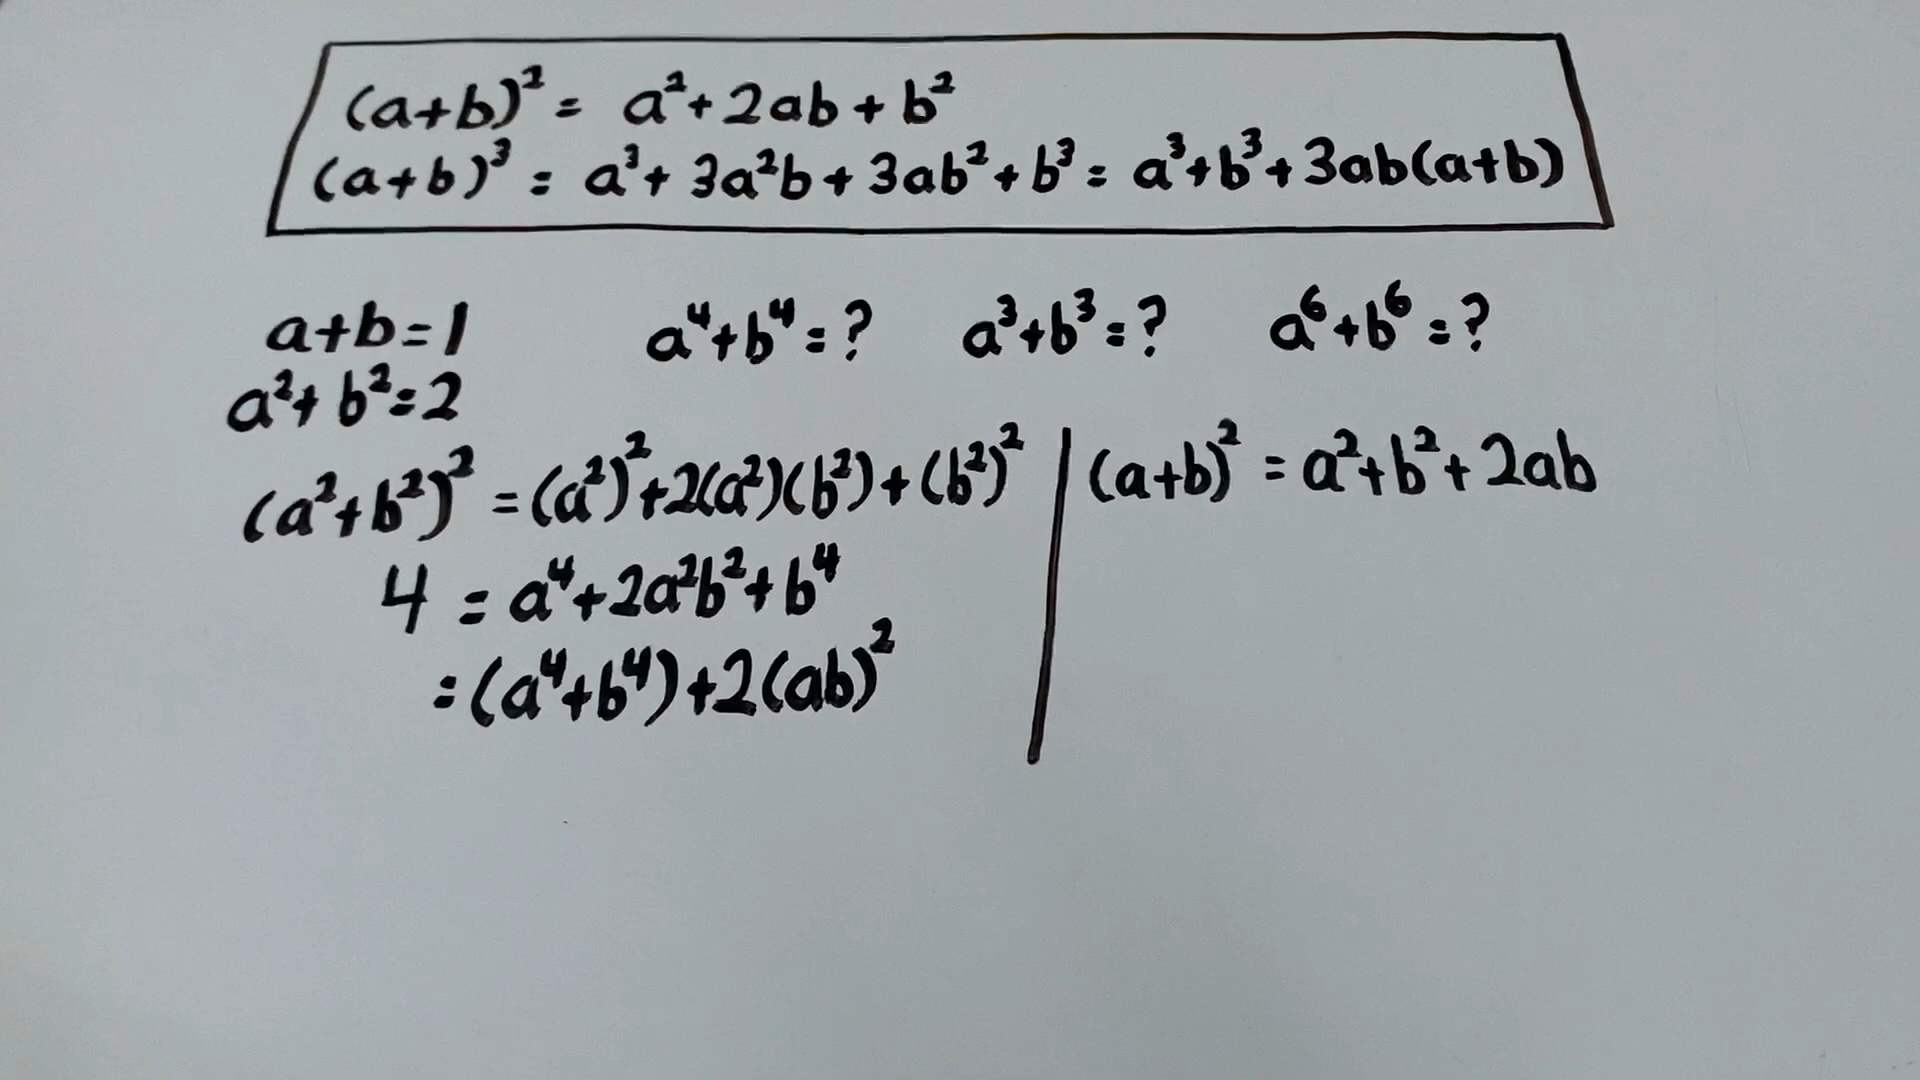 (a+b)² = a²+2ab+b²
(a+b)³ = a³+3a²b+3ab²+b³ = a³+b³+3ab(a+b)
a+b=1 a⁴+b⁴=? a³+b³=? a⁶+b⁶=?
a²+b²=2
(a²+b²)² = (a²)²+2(a²)(b²)+(b²)²
4 = a⁴+2a²b²+b⁴
=(a⁴+b⁴)+2(ab)²
(a+b)² = a²+b²+2ab